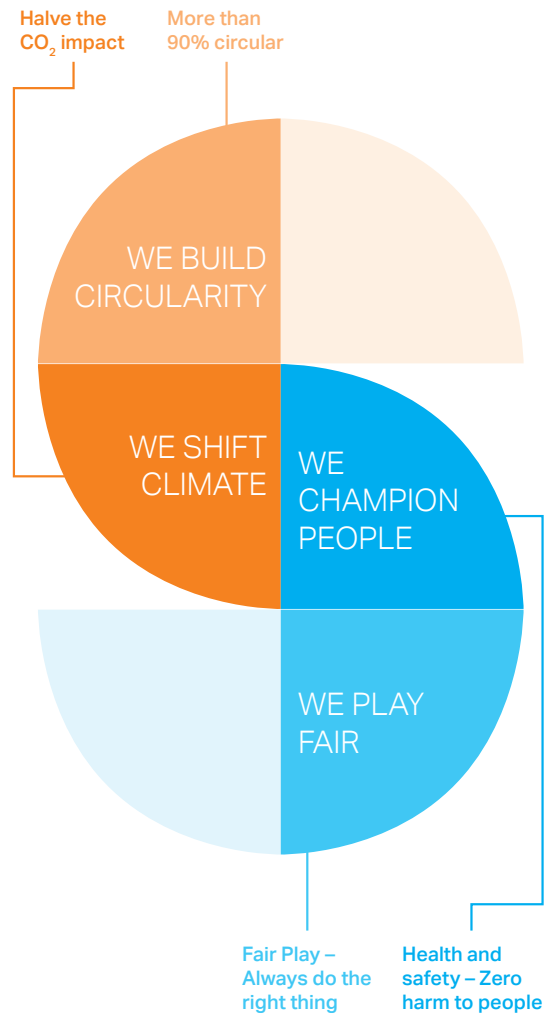 Halve the
CO₂ impact
More than
90% circular
WE BUILD
CIRCULARITY
WE SHIFT
CLIMATE
WE
CHAMPION
PEOPLE
WE PLAY
FAIR
Fair Play –
Always do the
right thing
Health and
safety – Zero
harm to people